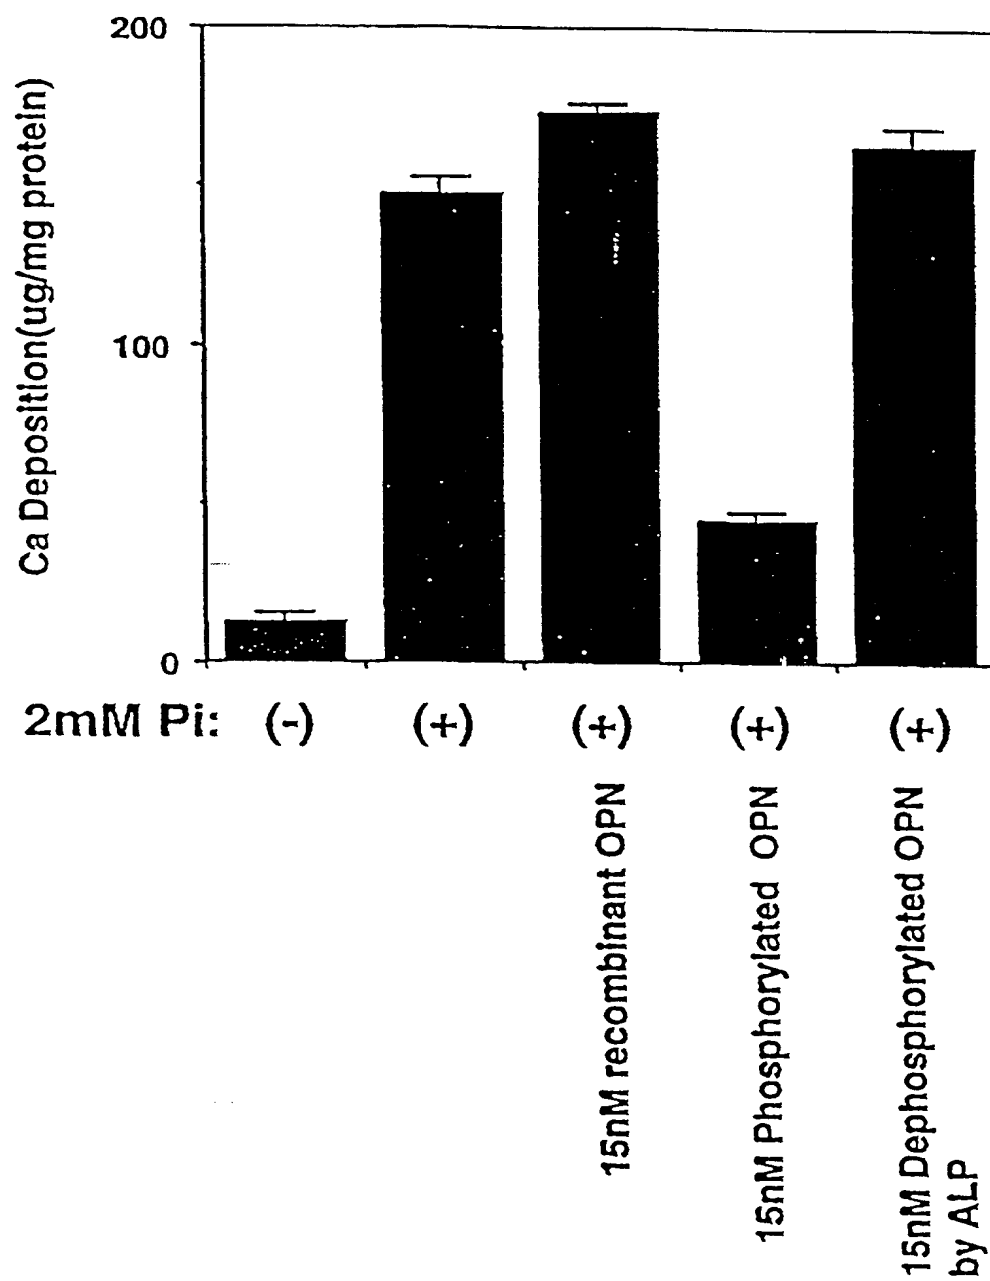 200
100
0
Ca Deposition(ug/mg protein)
2mM Pi: (-) (+) (+) (+) (+)
15nM recombinant OPN
15nM Phosphorylated OPN
15nM Dephosphorylated OPN
by ALP